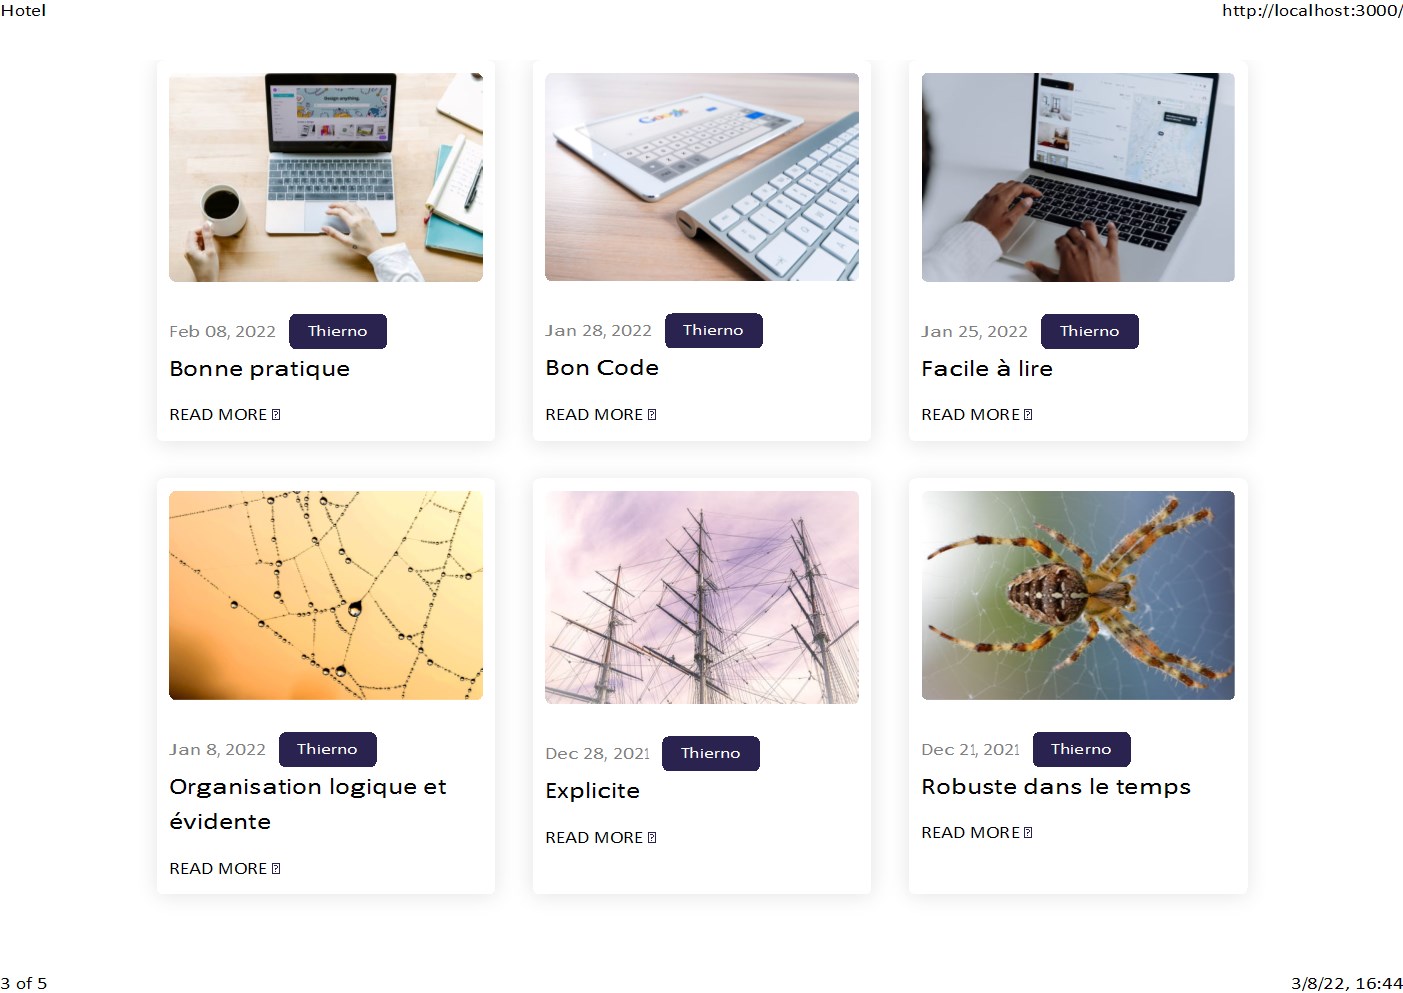 Hotel http://localhost:3000/
Design anything.
Google
Feb 08, 2022 Thierno
Bonne pratique
READ MORE
Jan 28, 2022 Thierno
Bon Code
READ MORE
Jan 25, 2022 Thierno
Facile à lire
READ MORE
Jan 8, 2022 Thierno
Organisation logique et
évidente
READ MORE
Dec 28, 2021 Thierno
Explicite
READ MORE
Dec 21, 2021 Thierno
Robuste dans le temps
READ MORE
3 of 5 3/8/22, 16:44